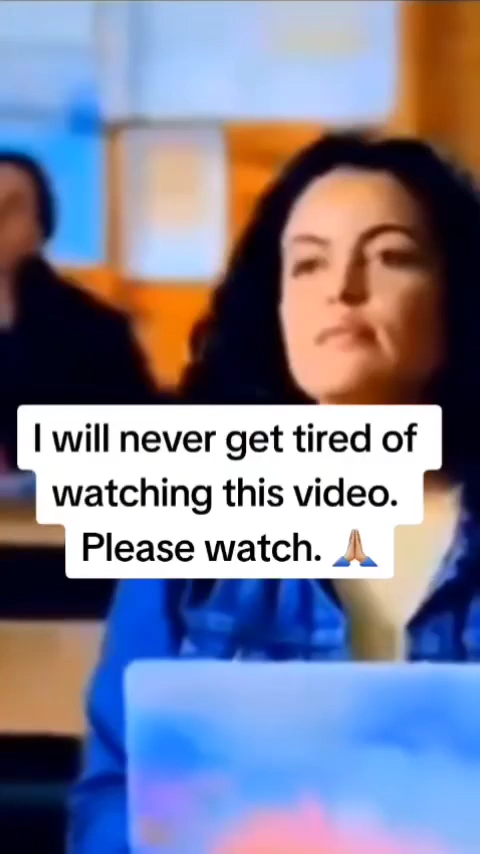 I will never get tired of
watching this video.
Please watch. 🙏🏼